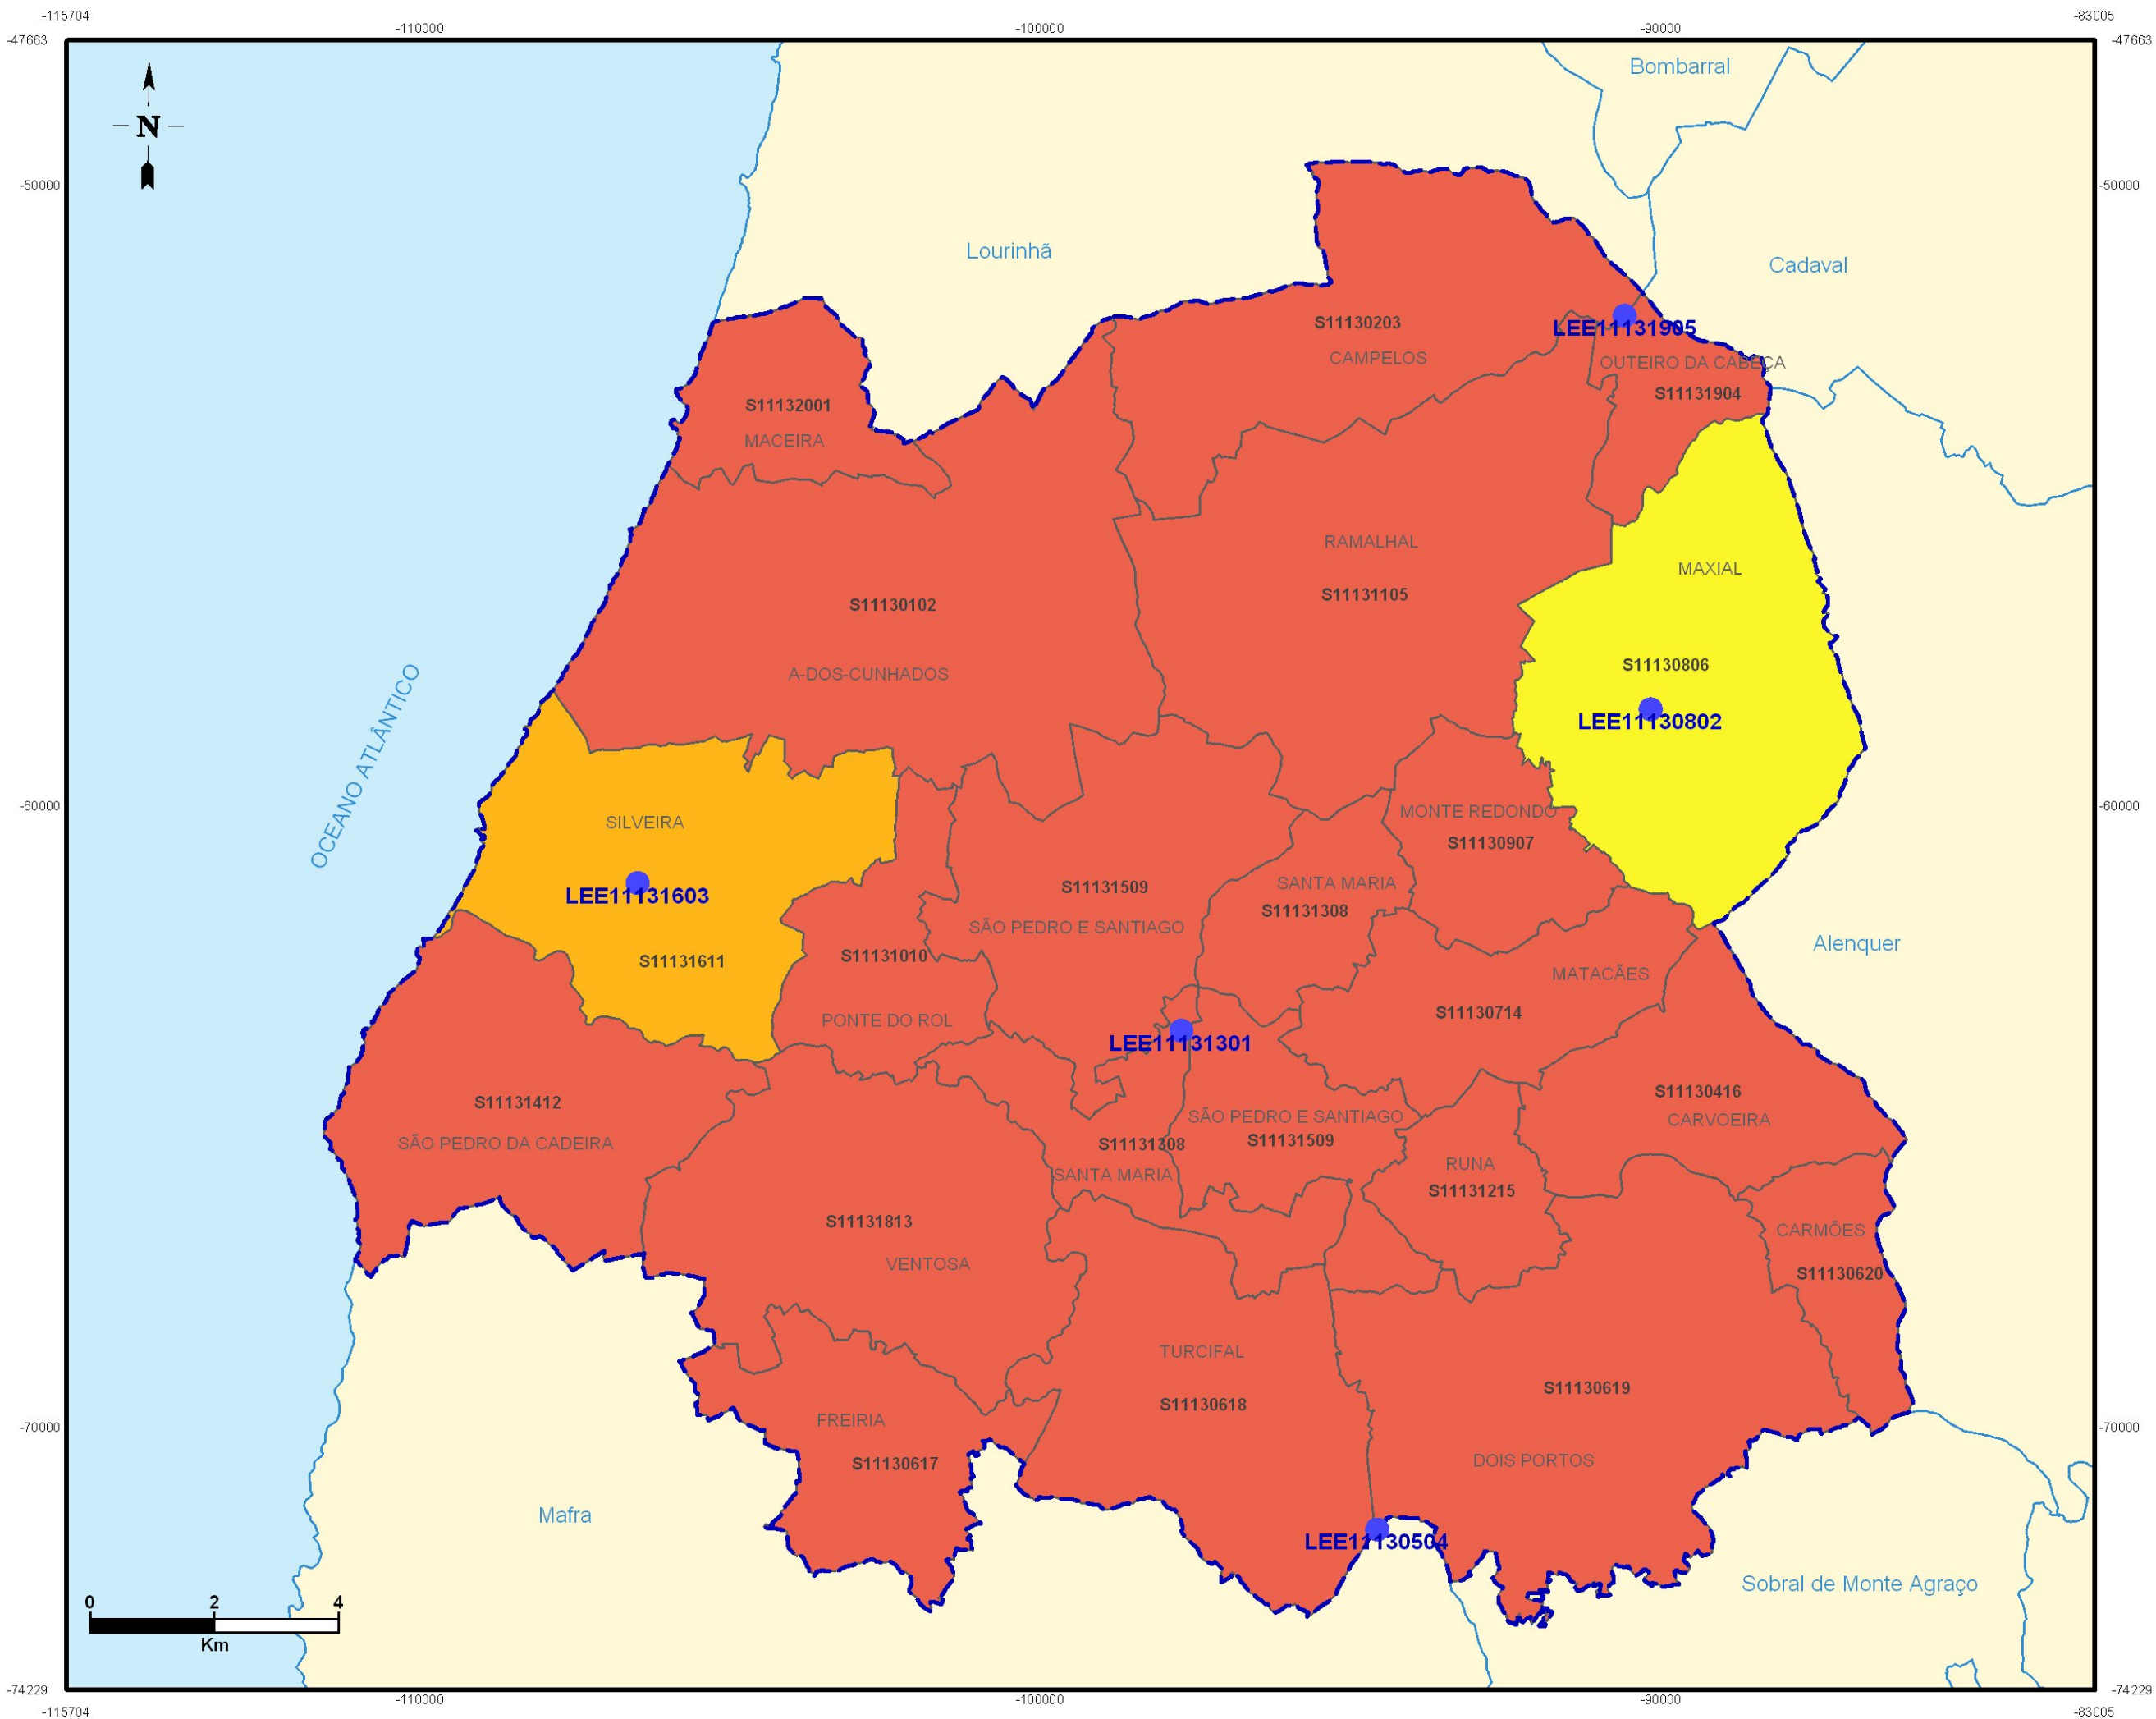 -115704
-110000
-100000
-90000
-83005
-47663
-47663
Bombarral
N
-50000
-50000
Lourinhã
Cadaval
S11130203
LEE11131905
CAMPELOS
OUTEIRO DA CABEÇA
S11131904
S11132001
MACEIRA
RAMALHAL
MAXIAL
S11131105
S11130102
S11130806
A-DOS-CUNHADOS
LEE11130802
OCEANO ATLÂNTICO
-60000
-60000
SILVEIRA
MONTE REDONDO
S11130907
LEE11131603
S11131509
SANTA MARIA
S11131308
SÃO PEDRO E SANTIAGO
Alenquer
S11131611
S11131010
MATACÃES
S11130714
PONTE DO ROL
LEE11131301
S11130416
CARVOEIRA
S11131412
SÃO PEDRO DA CADEIRA
SÃO PEDRO E SANTIAGO
S11131509
S11131308
SANTA MARIA
RUNA
S11131215
S11131813
VENTOSA
CARMÕES
S11130620
TURCIFAL
S11130618
S11130619
FREIRIA
S11130617
-70000
-70000
DOIS PORTOS
Mafra
LEE11130504
Sobral de Monte Agraço
0 2 4
Km
-74229
-74229
-115704
-110000
-100000
-90000
-83005